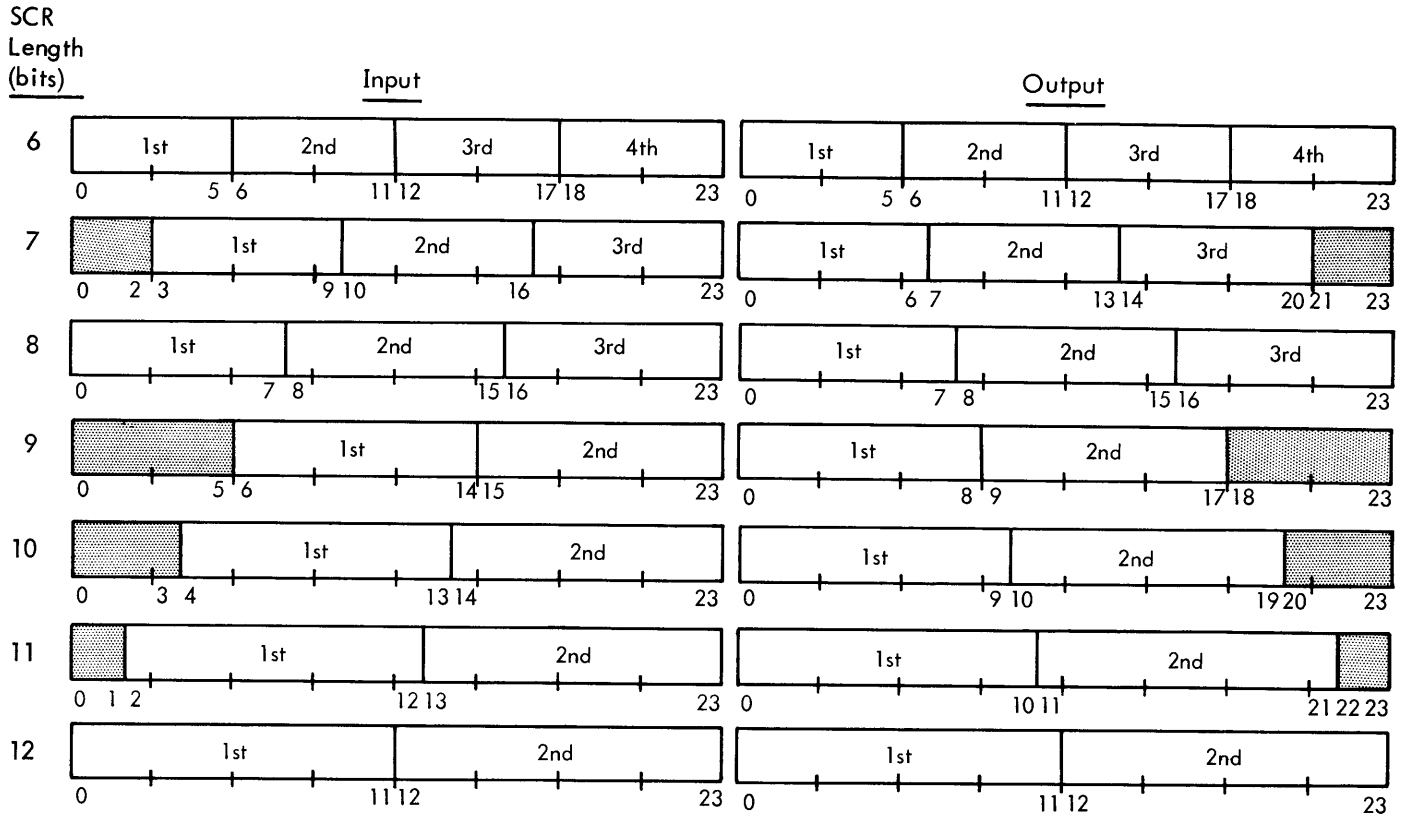 SCR
Length
(bits)
Input
Output
6
1st 2nd 3rd 4th
0 5 6 11 12 17 18 23
1st 2nd 3rd 4th
0 5 6 11 12 17 18 23
7
1st 2nd 3rd
0 2 3 9 10 16 23
1st 2nd 3rd
0 6 7 13 14 20 21 23
8
1st 2nd 3rd
0 7 8 15 16 23
1st 2nd 3rd
0 7 8 15 16 23
9
1st 2nd
0 5 6 14 15 23
1st 2nd
0 8 9 17 18 23
10
1st 2nd
0 3 4 13 14 23
1st 2nd
0 9 10 19 20 23
11
1st 2nd
0 1 2 12 13 23
1st 2nd
0 10 11 21 22 23
12
1st 2nd
0 11 12 23
1st 2nd
0 11 12 23